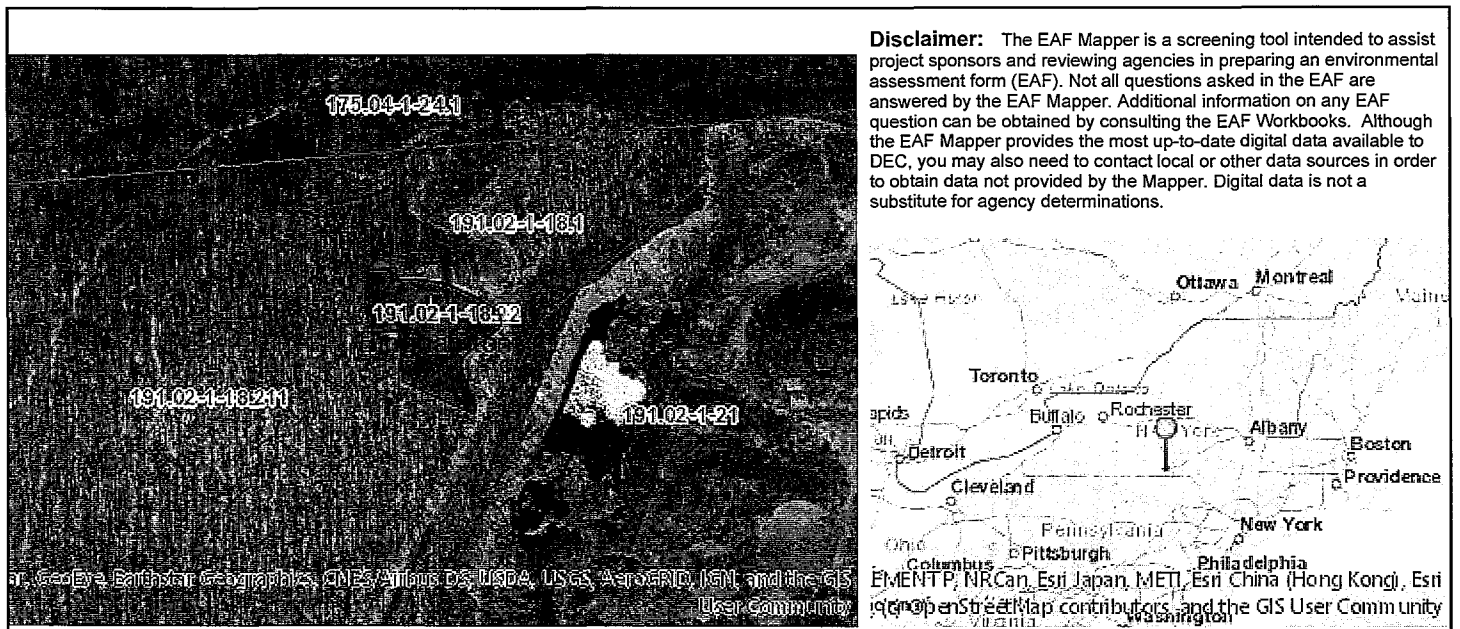 Disclaimer: The EAF Mapper is a screening tool intended to assist
project sponsors and reviewing agencies in preparing an environmental
assessment form (EAF). Not all questions asked in the EAF are
answered by the EAF Mapper. Additional information on any EAF
question can be obtained by consulting the EAF Workbooks. Although
the EAF Mapper provides the most up-to-date digital data available to
DEC, you may also need to contact local or other data sources in order
to obtain data not provided by the Mapper. Digital data is not a
substitute for agency determinations.
175.04-1-24.1
191.02-1-18.1
191.02-1-18.22
191.02-1-18.211
191.02-1-21
GeoEye, Earthstar Geographics, CNES/Airbus DS, USDA, USGS, AeroGRID, IGN, and the GIS
User Community
Ottawa
Montreal
Toronto
Rochester
Buffalo
Albany
Detroit
Boston
Providence
Cleveland
New York
Pennsylvania
Ohio
Pittsburgh
Philadelphia
Columbus
NRCan, Esri Japan, METI, Esri China (Hong Kong), Esri
OpenStreetMap contributors, and the GIS User Community
Washington
Virginia